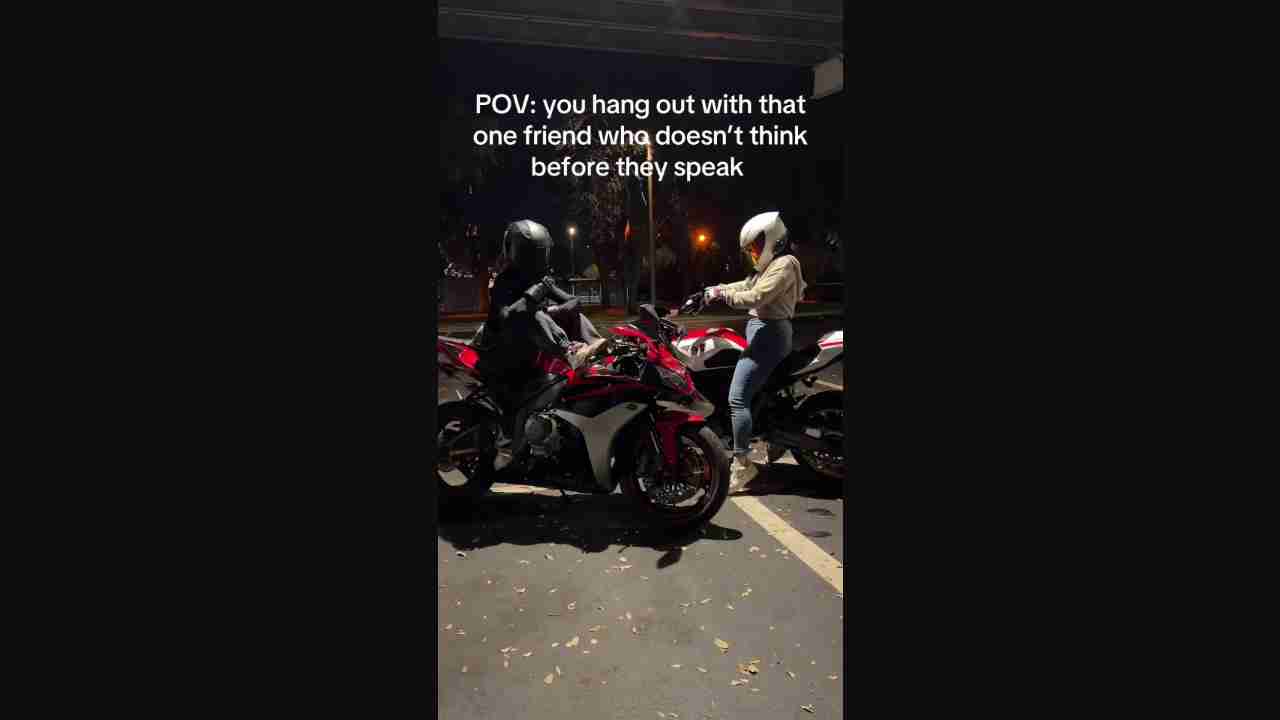 POV: you hang out with that
one friend who doesn’t think
before they speak